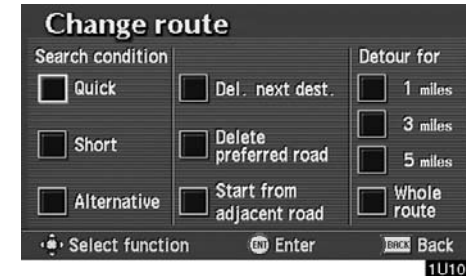 Change route
Search condition
Detour for
Quick
Del. next dest.
1 miles
Short
Delete
preferred road
3 miles
5 miles
Alternative
Start from
adjacent road
Whole
route
Select function
ENT Enter
BACK Back
1U10